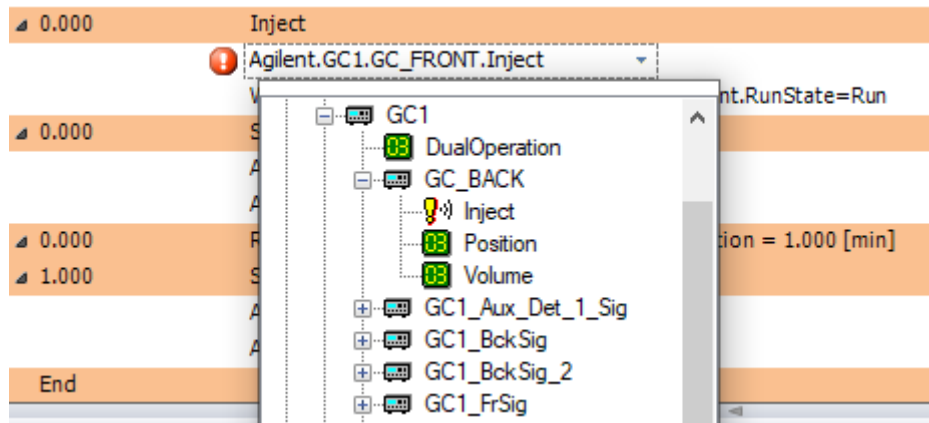 0.000 Inject
Agilent.GC1.GC_FRONT.Inject
nt.RunState=Run
GC1
0.000
DualOperation
GC_BACK
Inject
0.000 Position tion = 1.000 [min]
1.000 Volume
GC1_Aux_Det_1_Sig
GC1_BckSig
GC1_BckSig_2
End
GC1_FrSig